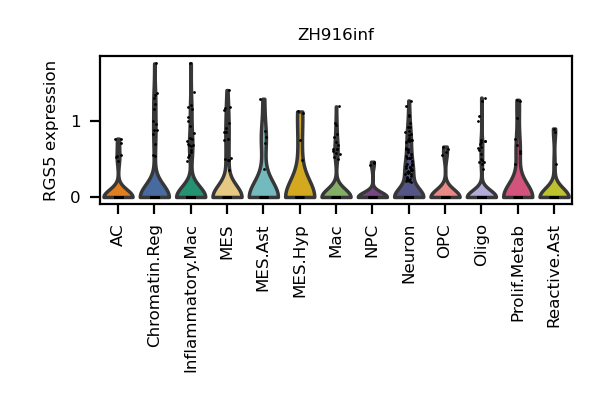 ZH916inf
RGS5 expression
1
0
AC
Chromatin.Reg
Inflammatory.Mac
MES
MES.Ast
MES.Hyp
Mac
NPC
Neuron
OPC
Oligo
Prolif.Metab
Reactive.Ast